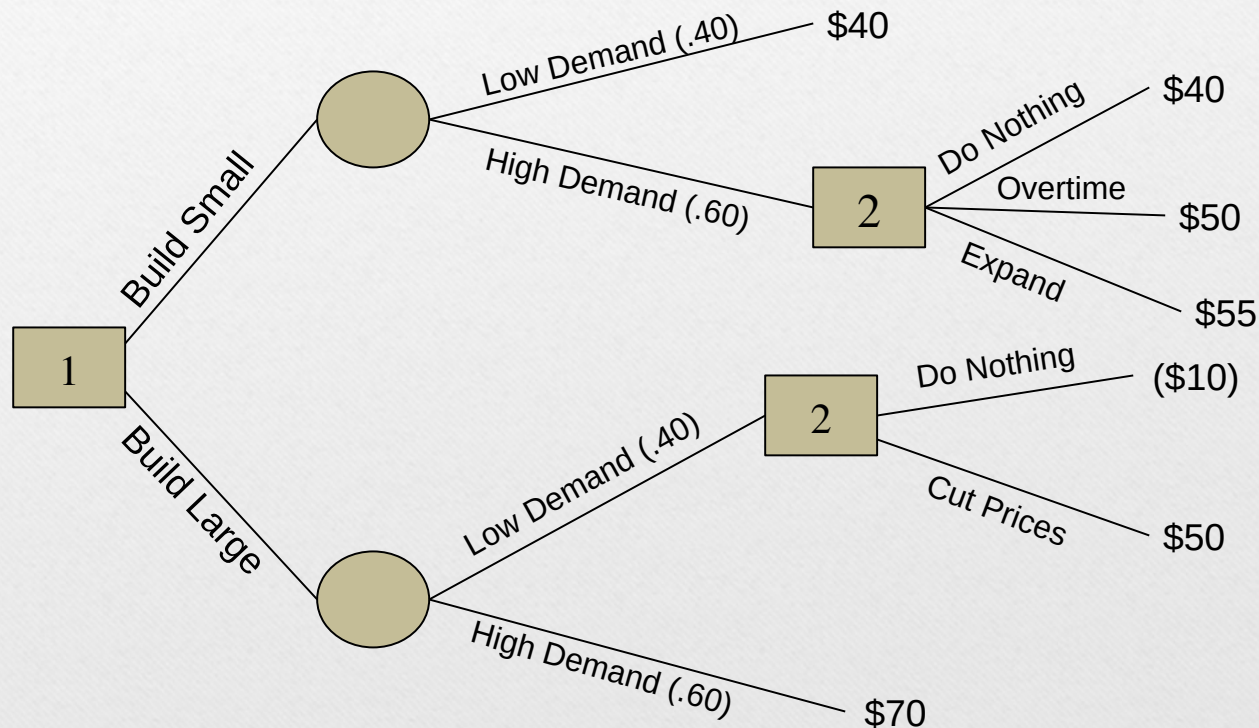 Low Demand (.40)
$40
Build Small
High Demand (.60)
2
Do Nothing
$40
Overtime
$50
Expand
$55
1
Build Large
Low Demand (.40)
2
Do Nothing
($10)
Cut Prices
$50
High Demand (.60)
$70